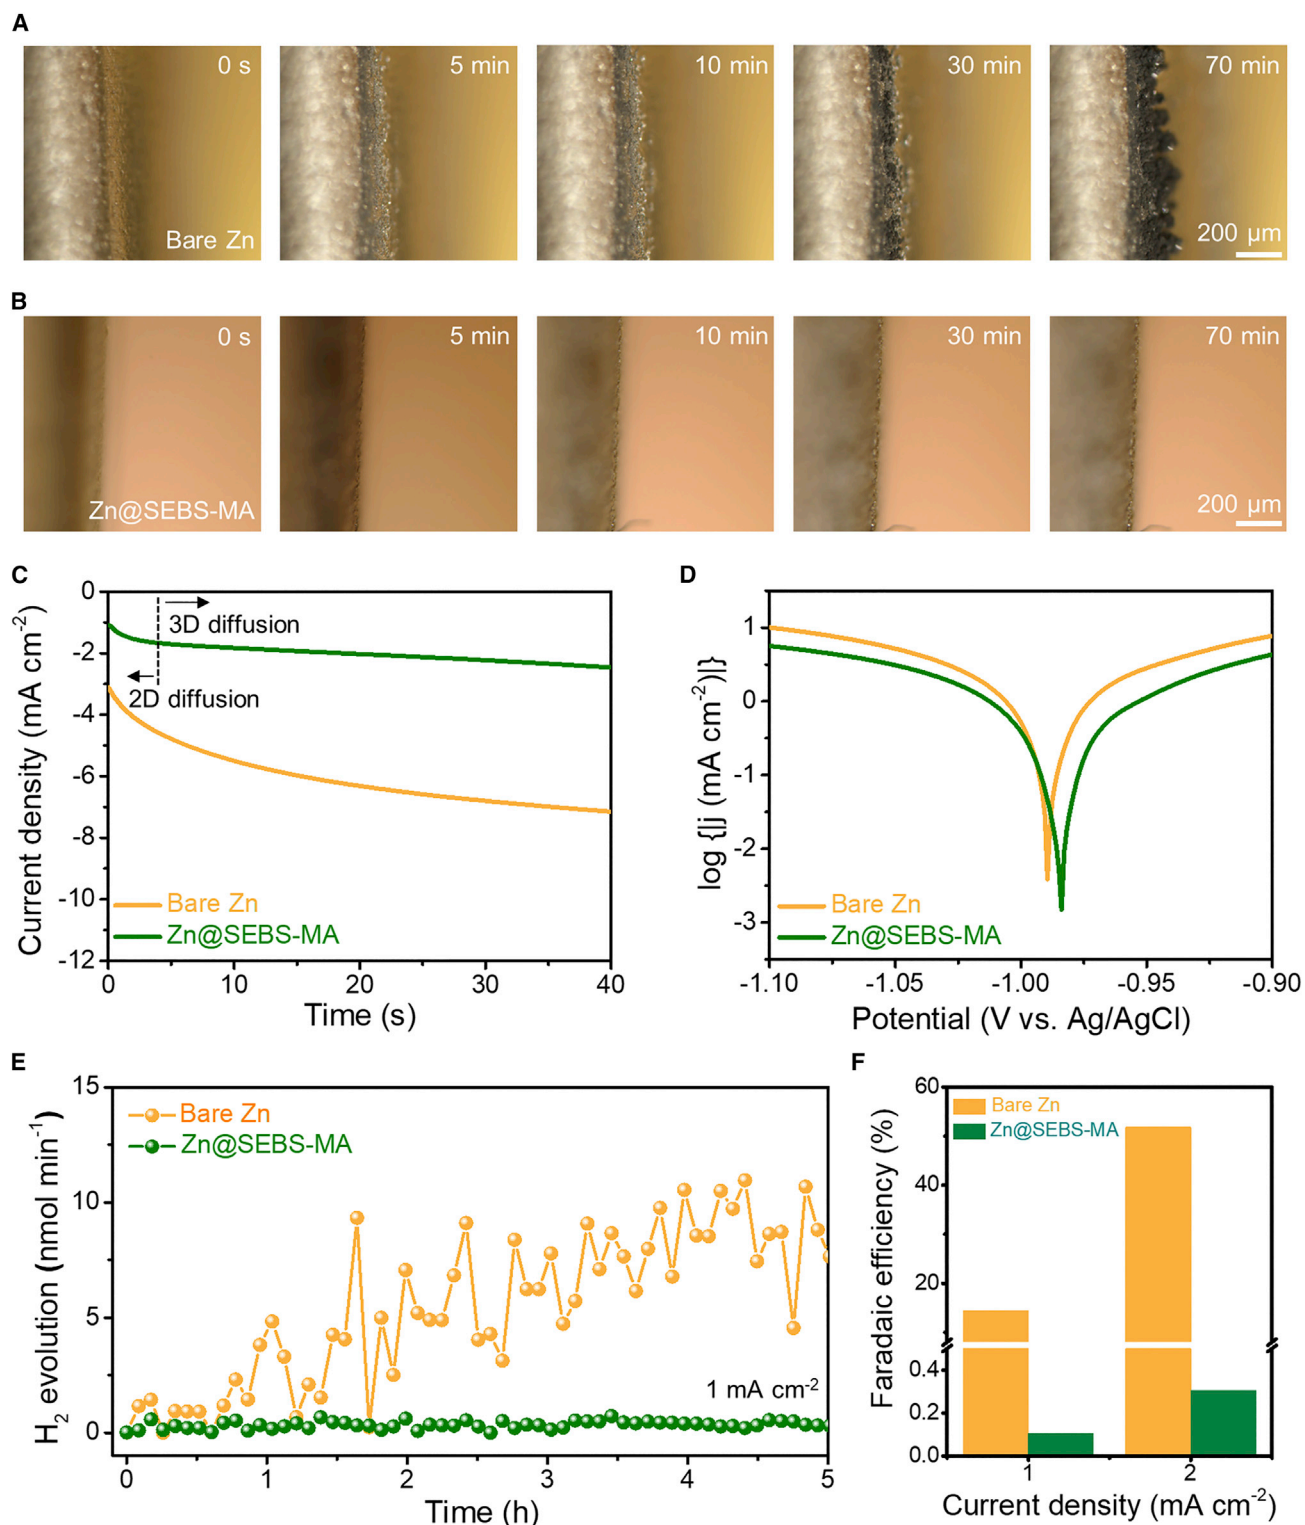 A
0 s
5 min
10 min
30 min
70 min
Bare Zn
200 μm
B
0 s
5 min
10 min
30 min
70 min
Zn@SEBS-MA
200 μm
C
Current density (mA cm-2)
0
-2
-4
-6
-8
-10
-12
3D diffusion
2D diffusion
Bare Zn
Zn@SEBS-MA
0
10
20
30
40
Time (s)
D
log {|j (mA cm-2)|}
1
0
-1
-2
-3
Bare Zn
Zn@SEBS-MA
-1.10
-1.05
-1.00
-0.95
-0.90
Potential (V vs. Ag/AgCl)
E
H2 evolution (nmol min-1)
15
10
5
0
Bare Zn
Zn@SEBS-MA
1 mA cm-2
0
1
2
3
4
5
Time (h)
F
Faradaic efficiency (%)
60
40
20
0.4
0.2
0.0
Bare Zn
Zn@SEBS-MA
1
2
Current density (mA cm-2)